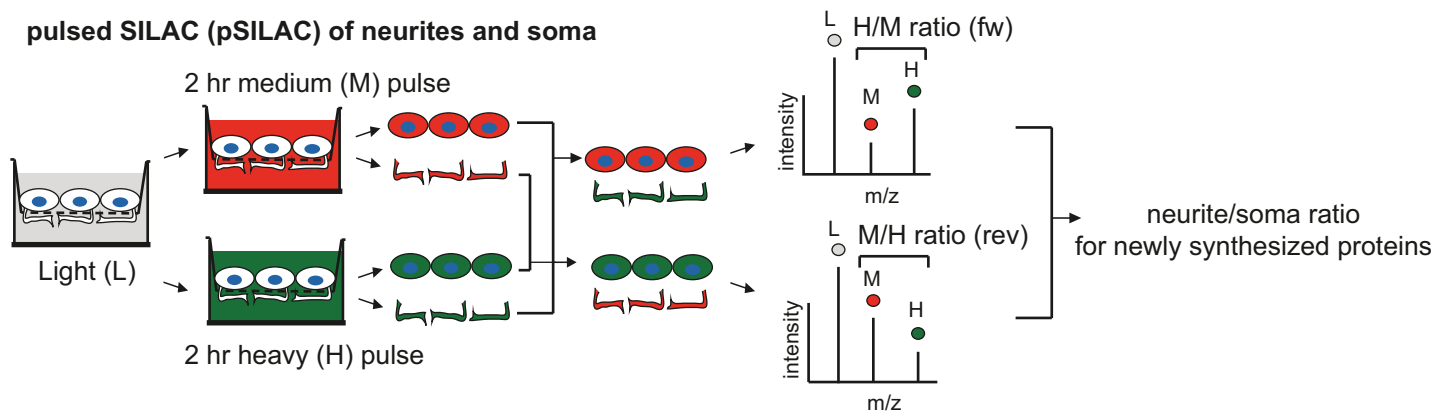 pulsed SILAC (pSILAC) of neurites and soma
2 hr medium (M) pulse
Light (L)
2 hr heavy (H) pulse
L
H/M ratio (fw)
H
M
intensity
m/z
L
M/H ratio (rev)
M
H
intensity
m/z
neurite/soma ratio
for newly synthesized proteins